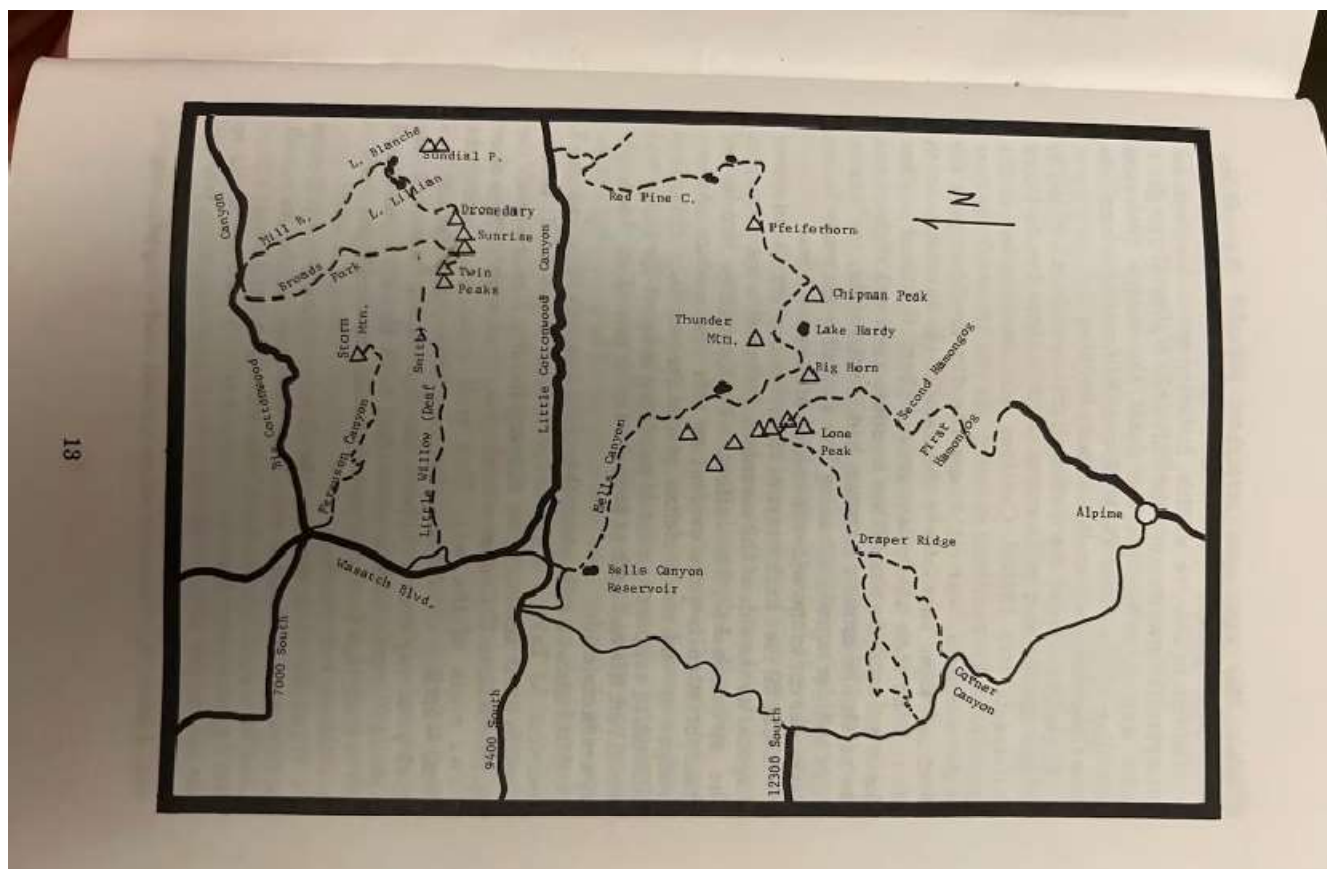 L. Blanche
Sundial P.
L. Lillian
Mill B.
Canyon
Dromedary
Sunrise
Broads
Fork
Twin
Peaks
Storm
Mtn.
Big Cottonwood
Ferguson Canyon
Little Willow (Deaf Smith
Little Cottonwood Canyon
Red Pine C.
Pfeiferhorn
N
Chipman Peak
Thunder
Mtn.
Lake Hardy
Big Horn
Second Hamongog
First
Hamongog
Lone
Peak
Bells Canyon
Alpine
Draper Ridge
Bells Canyon
Reservoir
Wasatch Blvd.
7000 South
9400 South
12300 South
Corner
Canyon
13